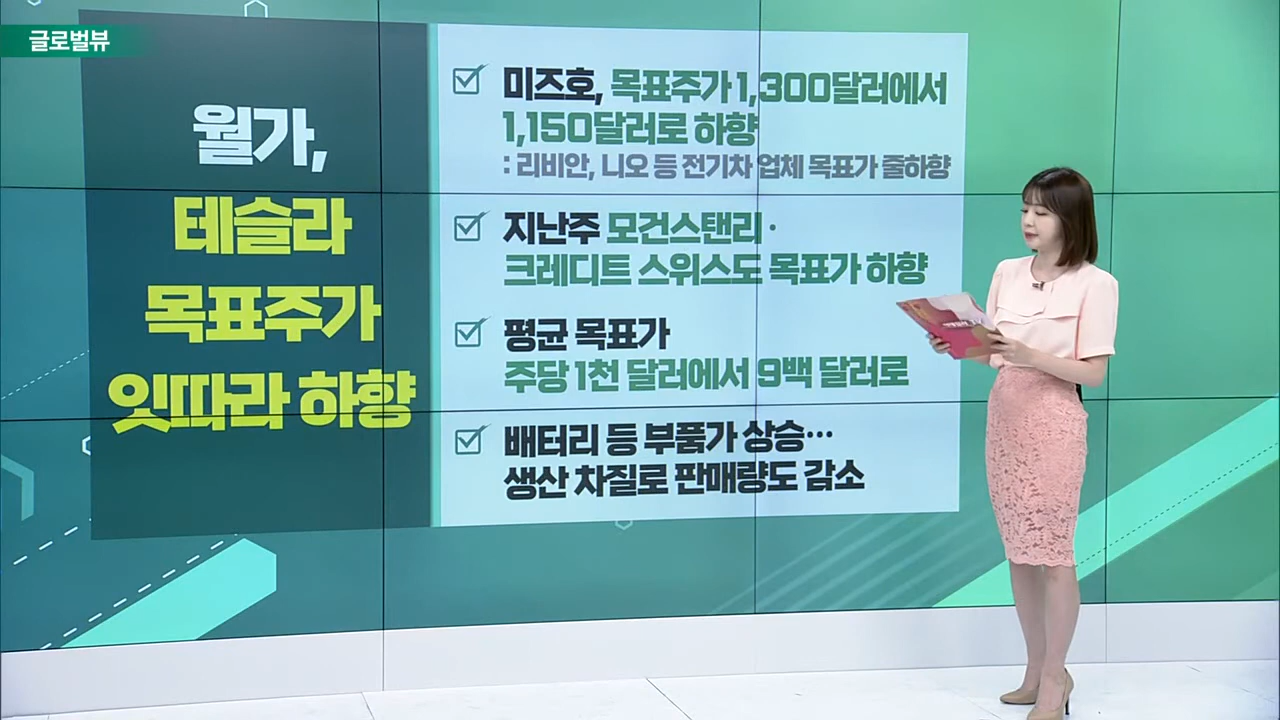 글로벌뷰
월가,
테슬라
목표주가
잇따라 하향
미즈호, 목표주가 1,300달러에서
1,150달러로 하향
: 리비안, 니오 등 전기차 업체 목표가 줄하향
지난주 모건스탠리·
크레디트 스위스도 목표가 하향
평균 목표가
주당 1천 달러에서 9백 달러로
배터리 등 부품가 상승…
생산 차질로 판매량도 감소